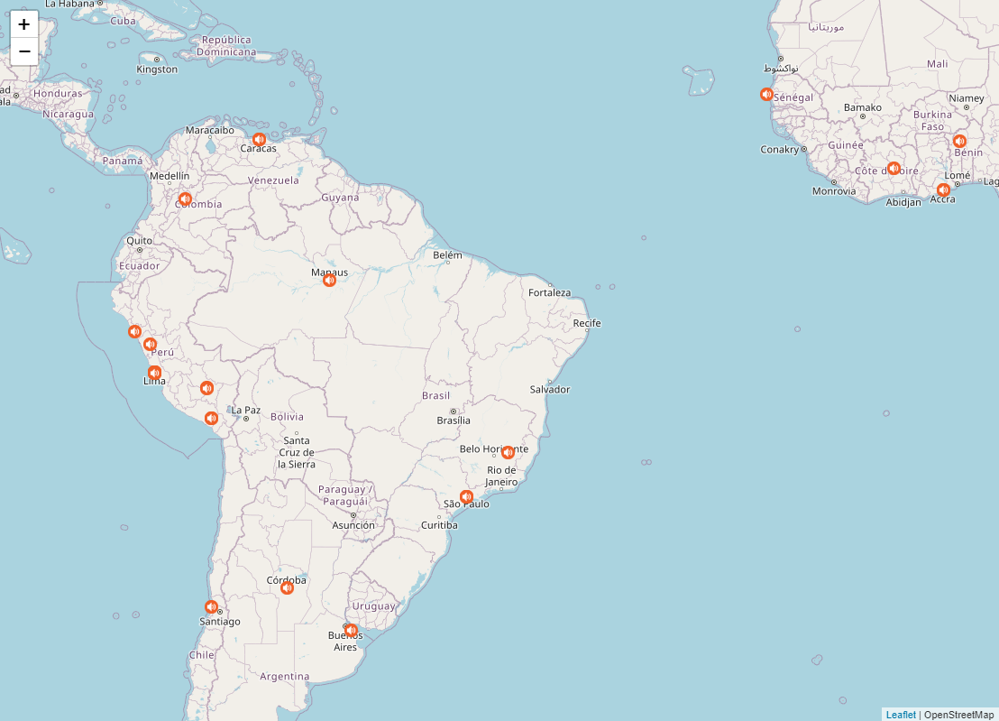 La Habana
+
Cuba
موريتانيا
República
Dominicana
−
Mali
Kingston
نواكشوط
ad
Honduras
Sénégal
Niamey
ala
Bamako
Nicaragua
Burkina
Faso
Maracaibo
Guinée
Caracas
Conakry
Bénin
Panamá
Côte d'Ivoire
Medellín
Lomé
Venezuela
Lag
Monrovia
Guyana
Accra
Colombia
Abidjan
Quito
Belém
Ecuador
Manaus
Fortaleza
Recife
Perú
Lima
Salvador
Brasil
La Paz
Bolivia
Brasília
Santa
Cruz de
la Sierra
Belo Horizonte
Rio de
Janeiro
Paraguay /
Paraguái
São Paulo
Asunción
Curitiba
Córdoba
Uruguay
Santiago
Buenos
Aires
Chile
Argentina
Leaflet | OpenStreetMap